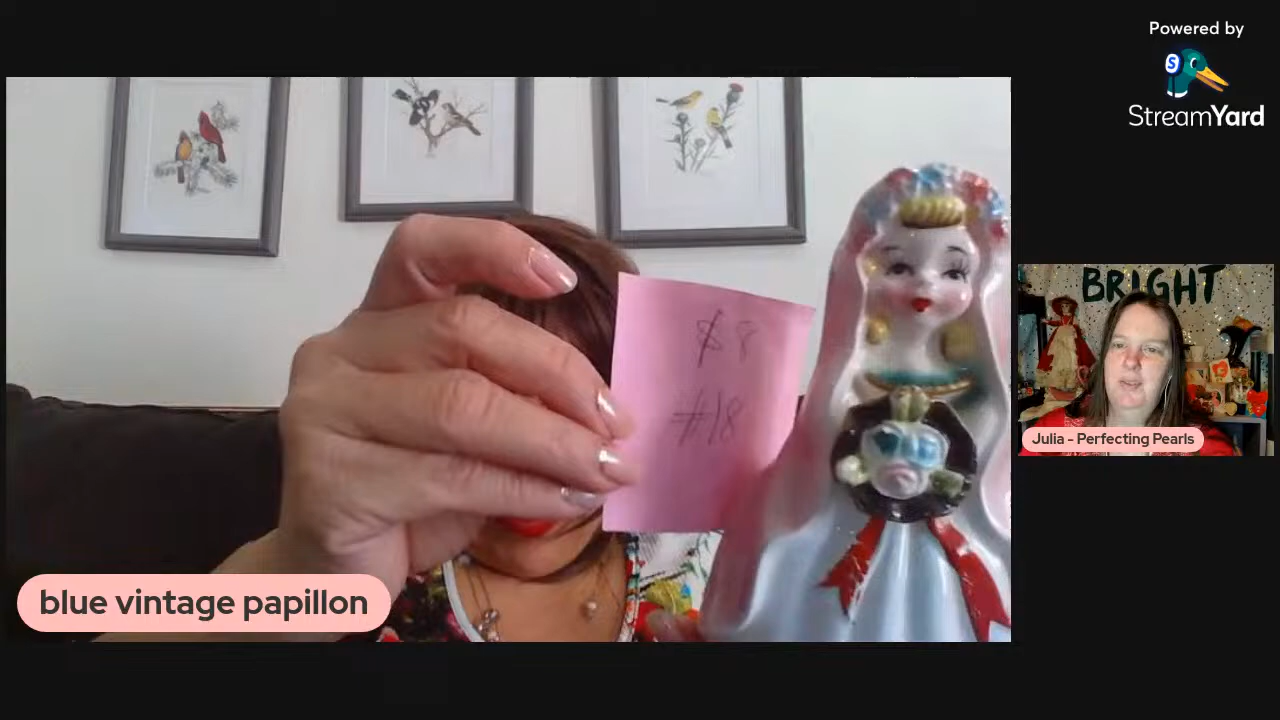 Powered by
S
StreamYard
$ 8
#18
BRIGHT
Julia - Perfecting Pearls
blue vintage papillon